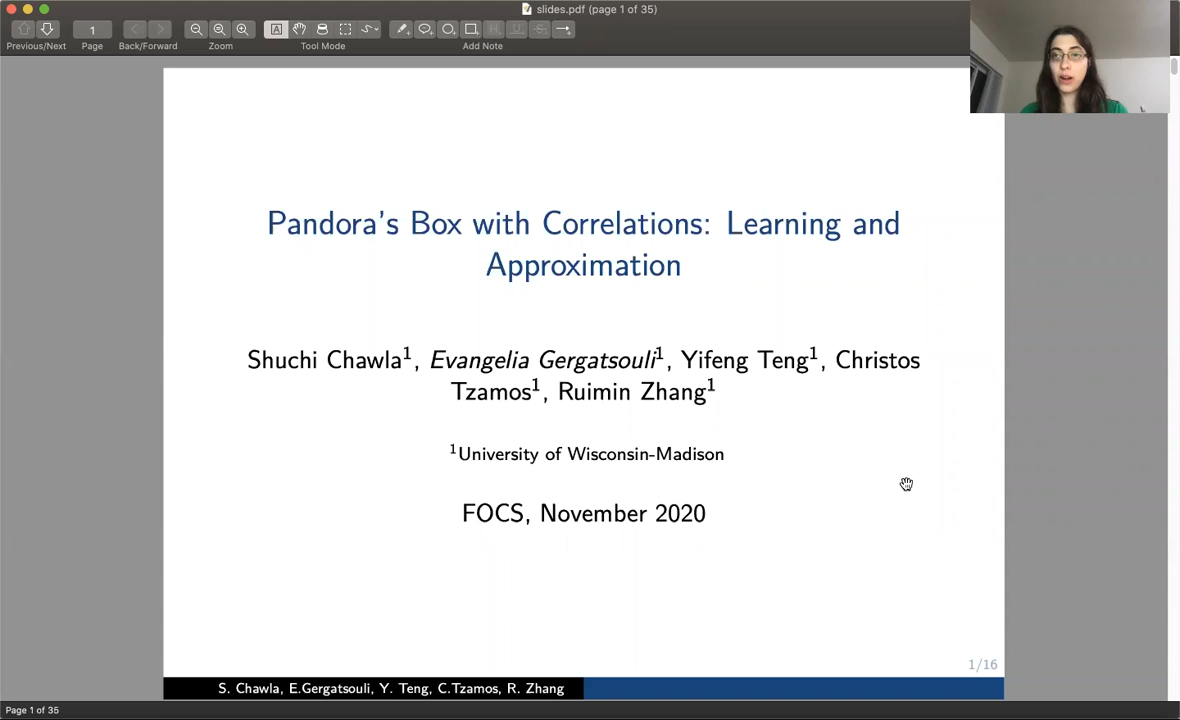 slides.pdf (page 1 of 35)
1
Previous/Next Page Back/Forward Zoom Tool Mode Add Note
Pandora's Box with Correlations: Learning and
Approximation
Shuchi Chawla¹, Evangelia Gergatsouli¹, Yifeng Teng¹, Christos
Tzamos¹, Ruimin Zhang¹
¹University of Wisconsin-Madison
FOCS, November 2020
1/16
S. Chawla, E.Gergatsouli, Y. Teng, C.Tzamos, R. Zhang
Page 1 of 35